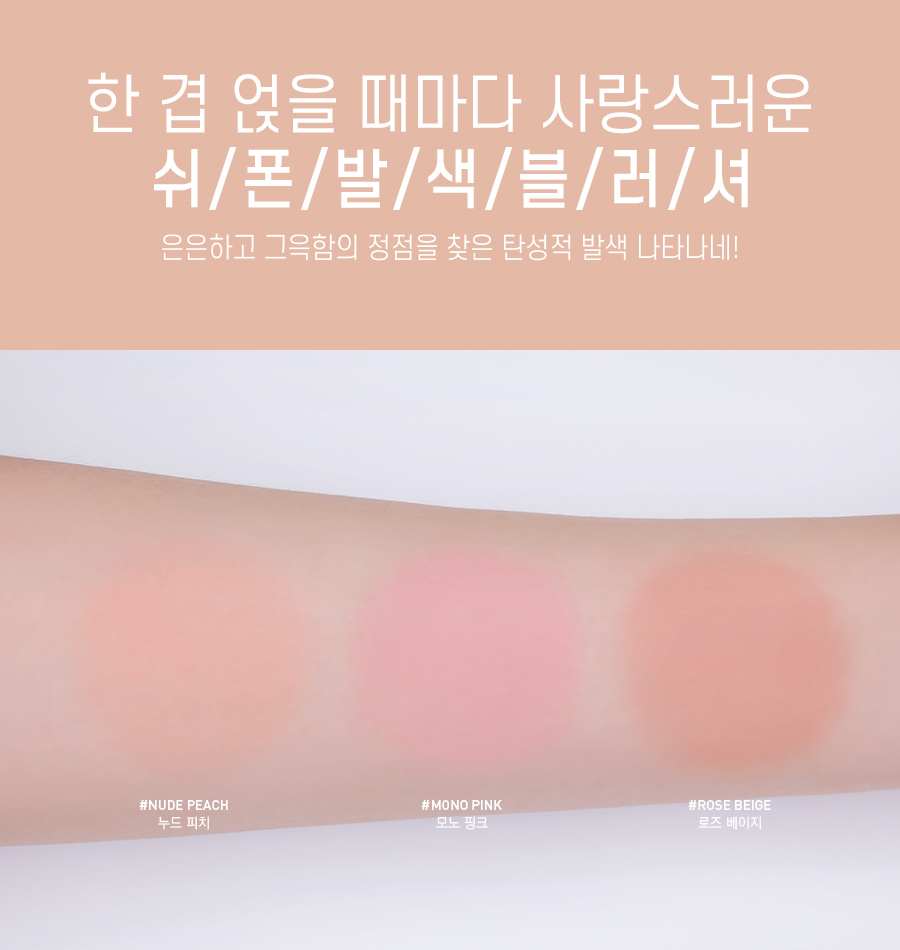 한 겹 얹을 때마다 사랑스러운
쉬/폰/발/색/블/러/셔
은은하고 그윽함의 정점을 찾은 탄성적 발색 나타나네!
#NUDE PEACH
누드 피치
#MONO PINK
모노 핑크
#ROSE BEIGE
로즈 베이지